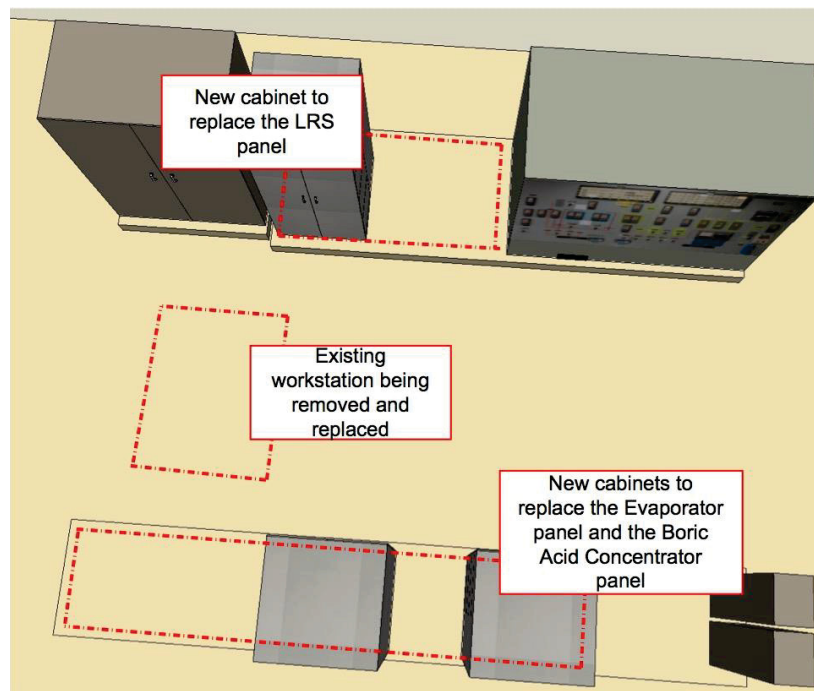 New cabinet to
replace the LRS
panel
Existing
workstation being
removed and
replaced
New cabinets to
replace the Evaporator
panel and the Boric
Acid Concentrator
panel